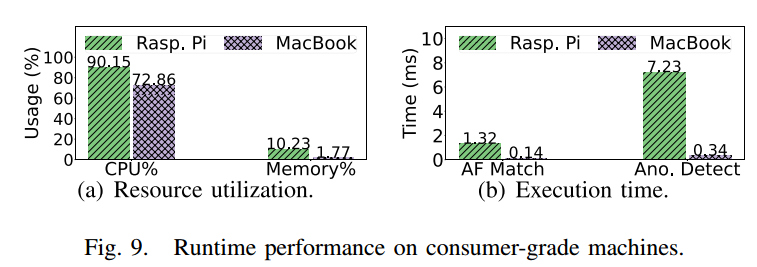 Rasp. Pi MacBook
100
80
60
40
20
0
Usage (%)
90.15
72.86
10.23
1.77
CPU% Memory%
(a) Resource utilization.
Rasp. Pi MacBook
10
8
6
4
2
0
Time (ms)
1.32
0.14
7.23
0.34
AF Match Ano. Detect
(b) Execution time.
Fig. 9. Runtime performance on consumer-grade machines.